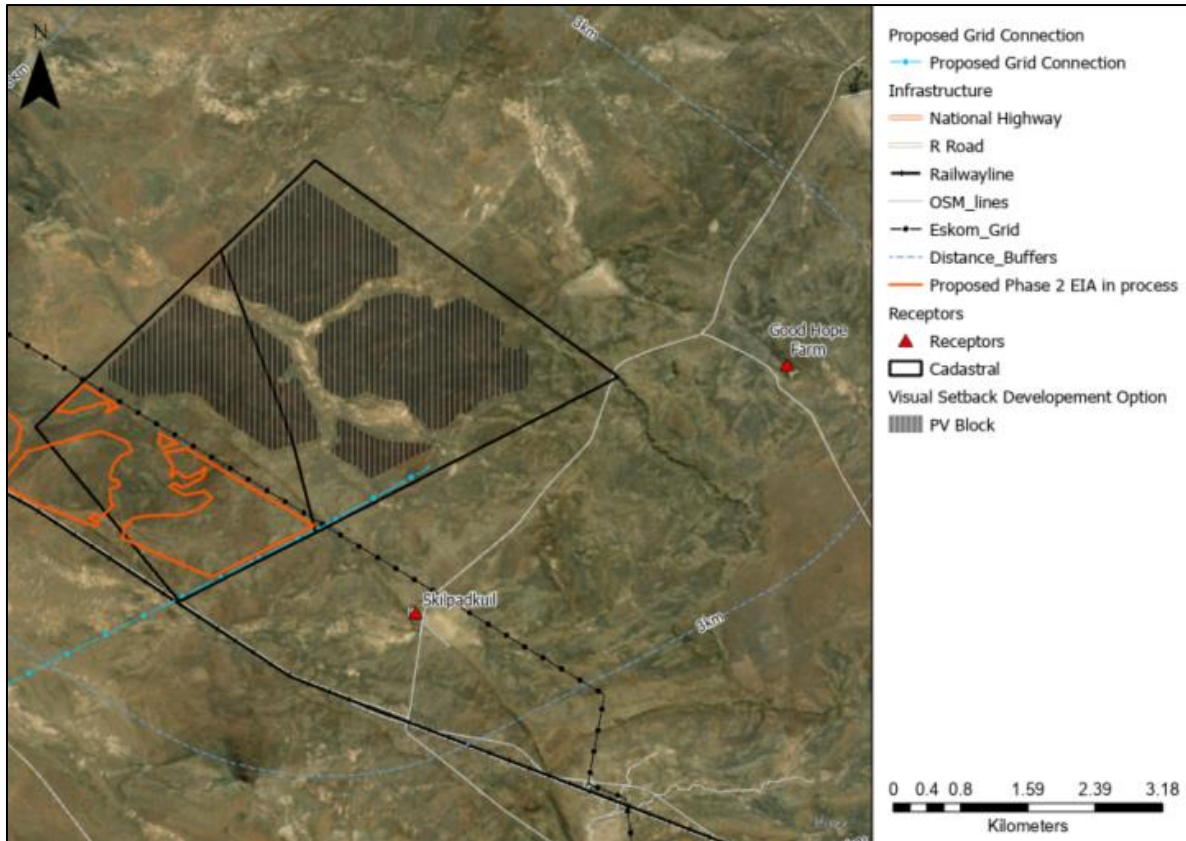 N
3km
3km
Good Hope
Farm
Skilpadkuil
3km
Proposed Grid Connection
Proposed Grid Connection
Infrastructure
National Highway
R Road
Railwayline
OSM_lines
Eskom_Grid
Distance_Buffers
Proposed Phase 2 EIA in process
Receptors
Receptors
Cadastral
Visual Setback Developement Option
PV Block
0 0.4 0.8 1.59 2.39 3.18
Kilometers